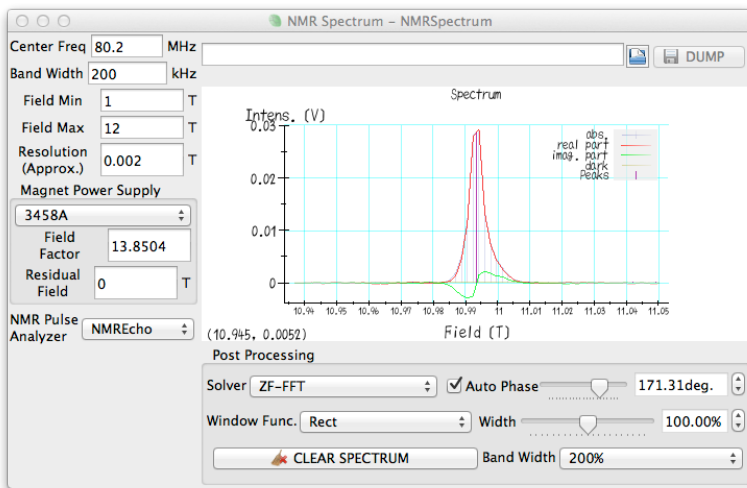 NMR Spectrum – NMRSpectrum
Center Freq 80.2 MHz
Band Width 200 kHz
Field Min 1 T
Field Max 12 T
Resolution (Approx.) 0.002 T
Magnet Power Supply
3458A
Field Factor 13.8504
Residual Field 0 T
NMR Pulse Analyzer NMREcho
DUMP
Spectrum
Intens. (V)
abs.
real part
imag. part
dark
Peaks
0.03
0.02
0.01
0
10.94 10.95 10.96 10.97 10.98 10.99 11 11.01 11.02 11.03 11.04 11.05
(10.945, 0.0052) Field (T)
Post Processing
Solver ZF-FFT Auto Phase 171.31deg.
Window Func. Rect Width 100.00%
CLEAR SPECTRUM Band Width 200%